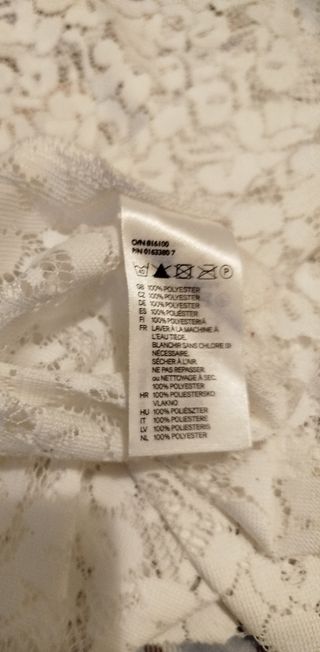 O/N 816100
P/N 0163380 7
40
P
GB 100% POLYESTER
CZ 100% POLYESTER
DE 100% POLYESTER
ES 100% POLIÉSTER
FI 100% POLYESTERIÄ
FR LAVER À LA MACHINE À
L'EAU TIÈDE.
BLANCHIR SANS CHLORE SI
NÉCESSAIRE.
SÉCHER À L'AIR.
NE PAS REPASSER.
ou NETTOYAGE À SEC.
100% POLYESTER
HR 100% POLIESTERSKO
VLAKNO
HU 100% POLIÉSZTER
IT 100% POLIESTERE
LV 100% POLIESTERIS
NL 100% POLYESTER